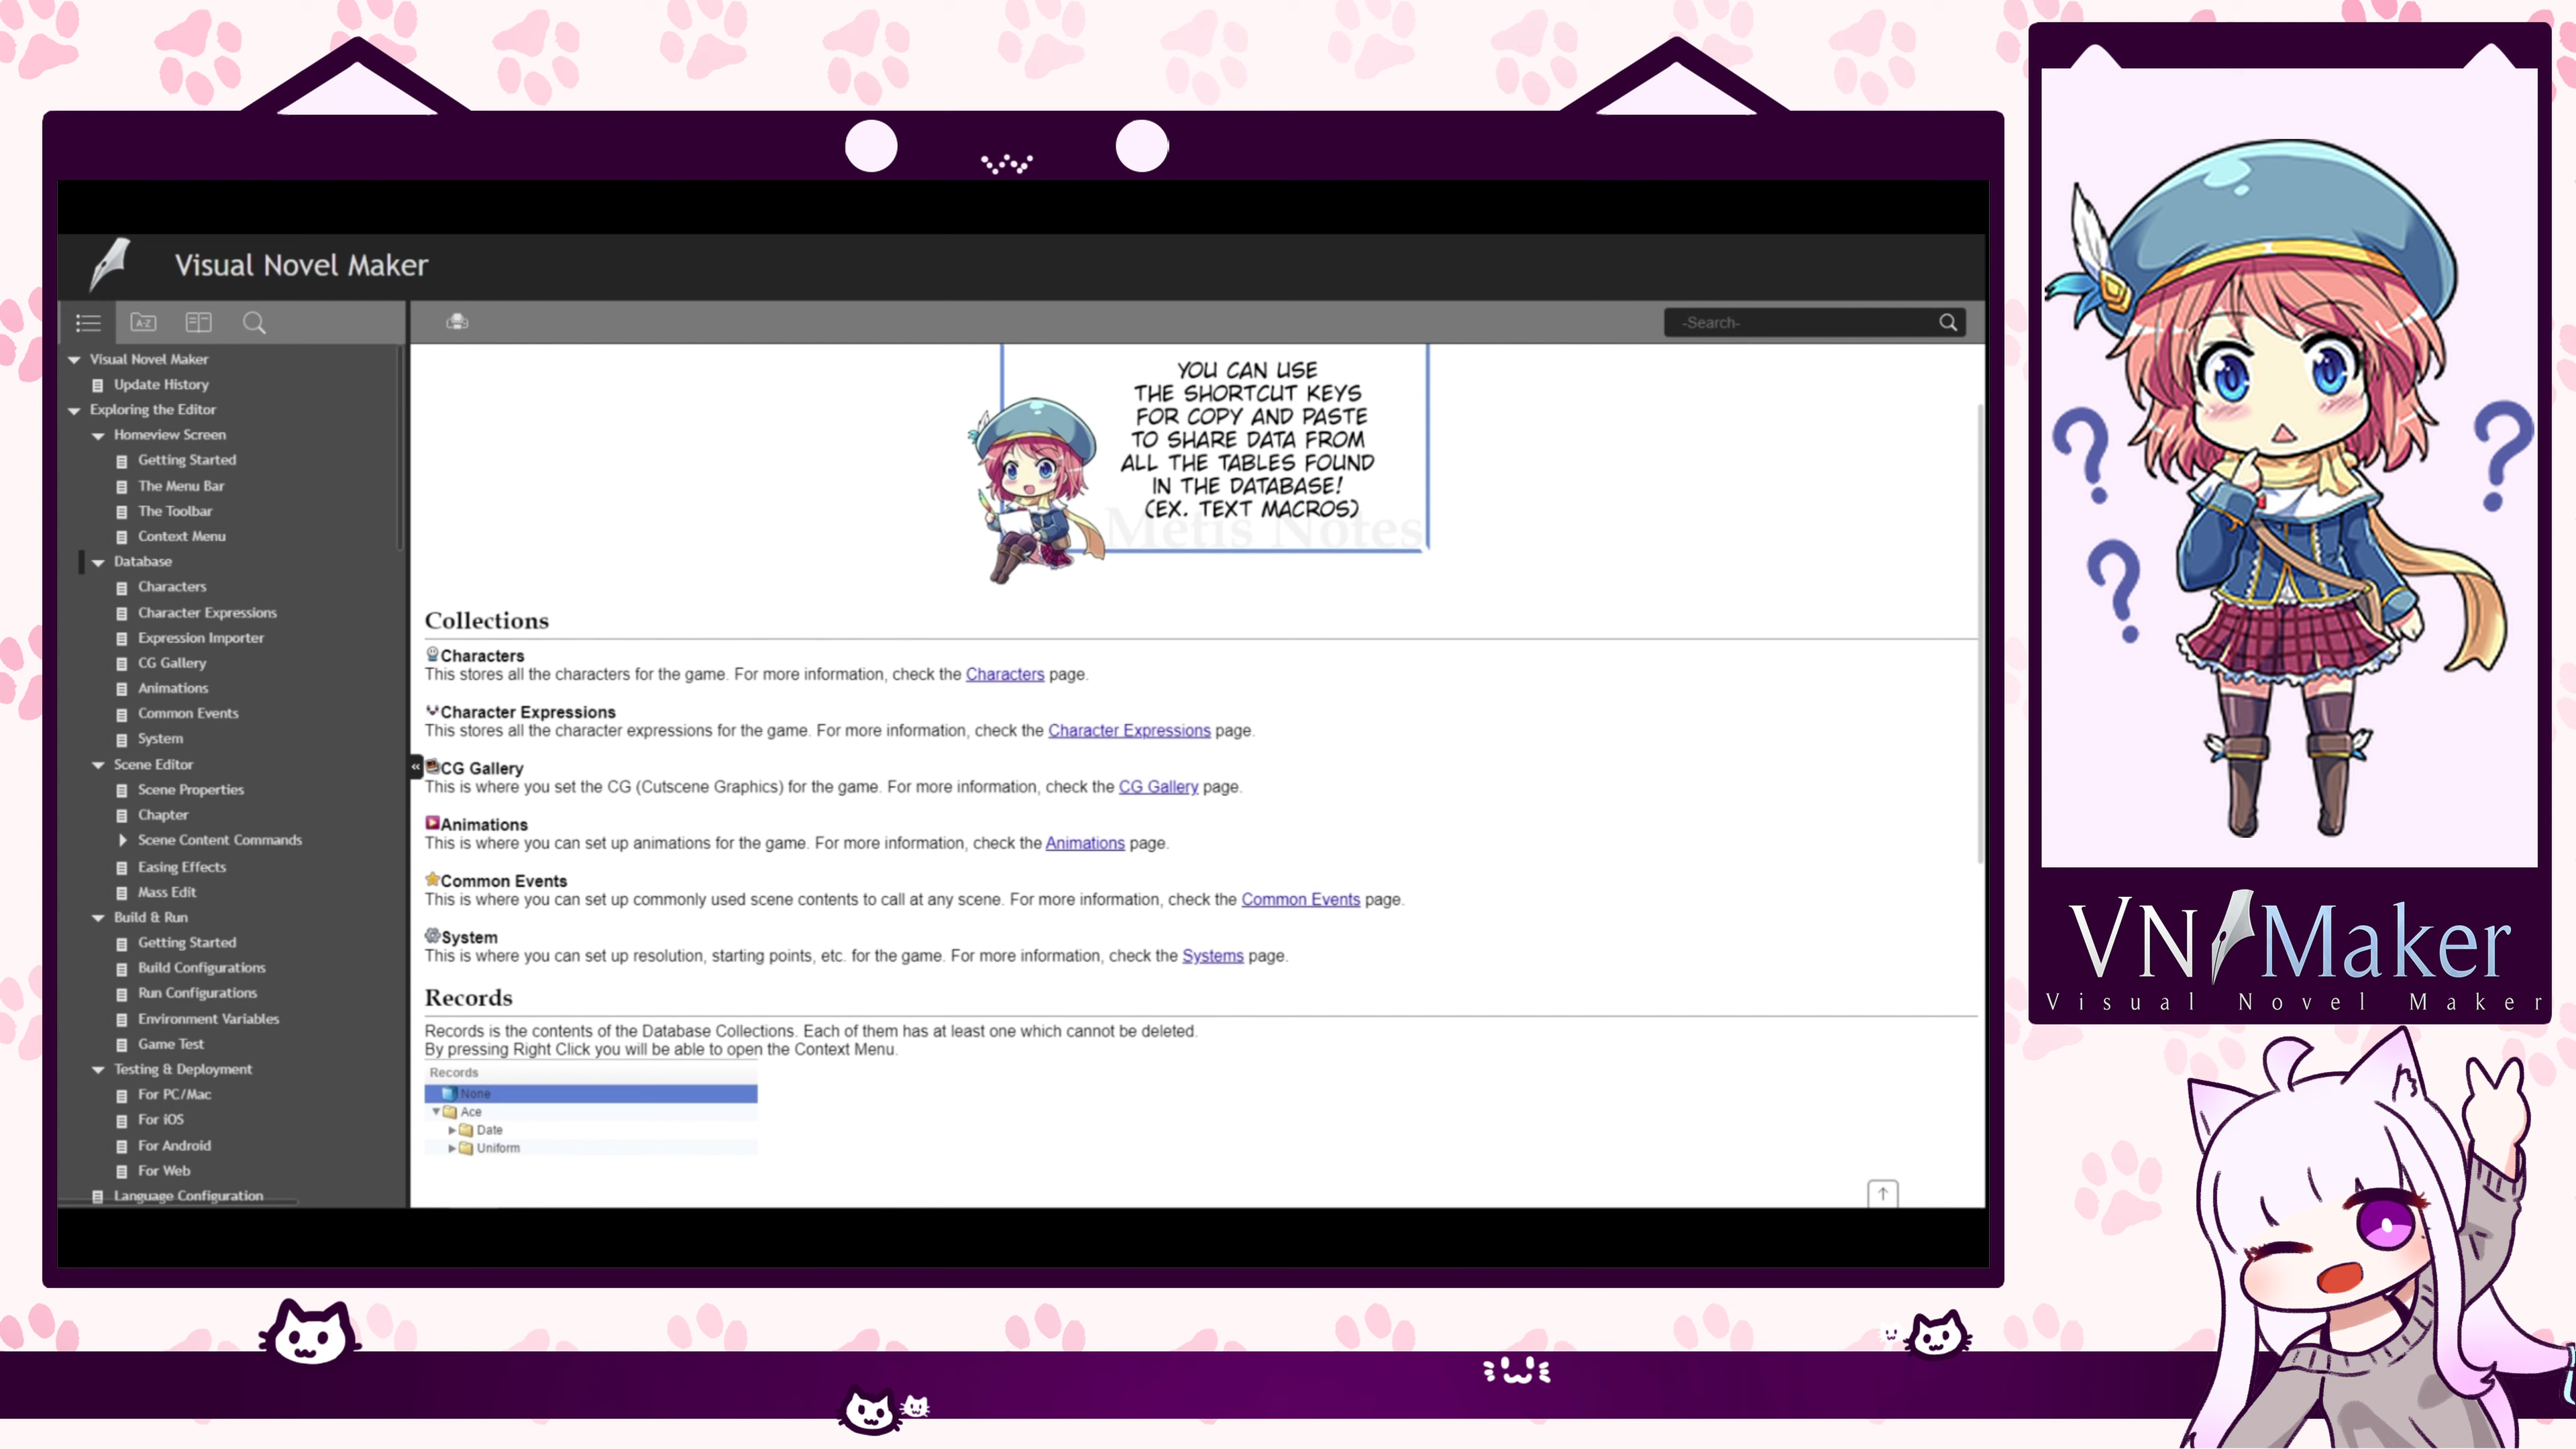 Visual Novel Maker
-Search-
Visual Novel Maker
Update History
Exploring the Editor
Homeview Screen
Getting Started
The Menu Bar
The Toolbar
Context Menu
Database
Characters
Character Expressions
Expression Importer
CG Gallery
Animations
Common Events
System
Scene Editor
Scene Properties
Chapter
Scene Content Commands
Easing Effects
Mass Edit
Build & Run
Getting Started
Build Configurations
Run Configurations
Environment Variables
Game Test
Testing & Deployment
For PC/Mac
For iOS
For Android
For Web
Language Configuration
YOU CAN USE
THE SHORTCUT KEYS
FOR COPY AND PASTE
TO SHARE DATA FROM
ALL THE TABLES FOUND
IN THE DATABASE!
(EX. TEXT MACROS)
Metis Notes
Collections
Characters
This stores all the characters for the game. For more information, check the Characters page.
Character Expressions
This stores all the character expressions for the game. For more information, check the Character Expressions page.
CG Gallery
This is where you set the CG (Cutscene Graphics) for the game. For more information, check the CG Gallery page.
Animations
This is where you can set up animations for the game. For more information, check the Animations page.
Common Events
This is where you can set up commonly used scene contents to call at any scene. For more information, check the Common Events page.
System
This is where you can set up resolution, starting points, etc. for the game. For more information, check the Systems page.
Records
Records is the contents of the Database Collections. Each of them has at least one which cannot be deleted.
By pressing Right Click you will be able to open the Context Menu.
Records
None
Ace
Date
Uniform
? ? ?
VN Maker
Visual Novel Maker